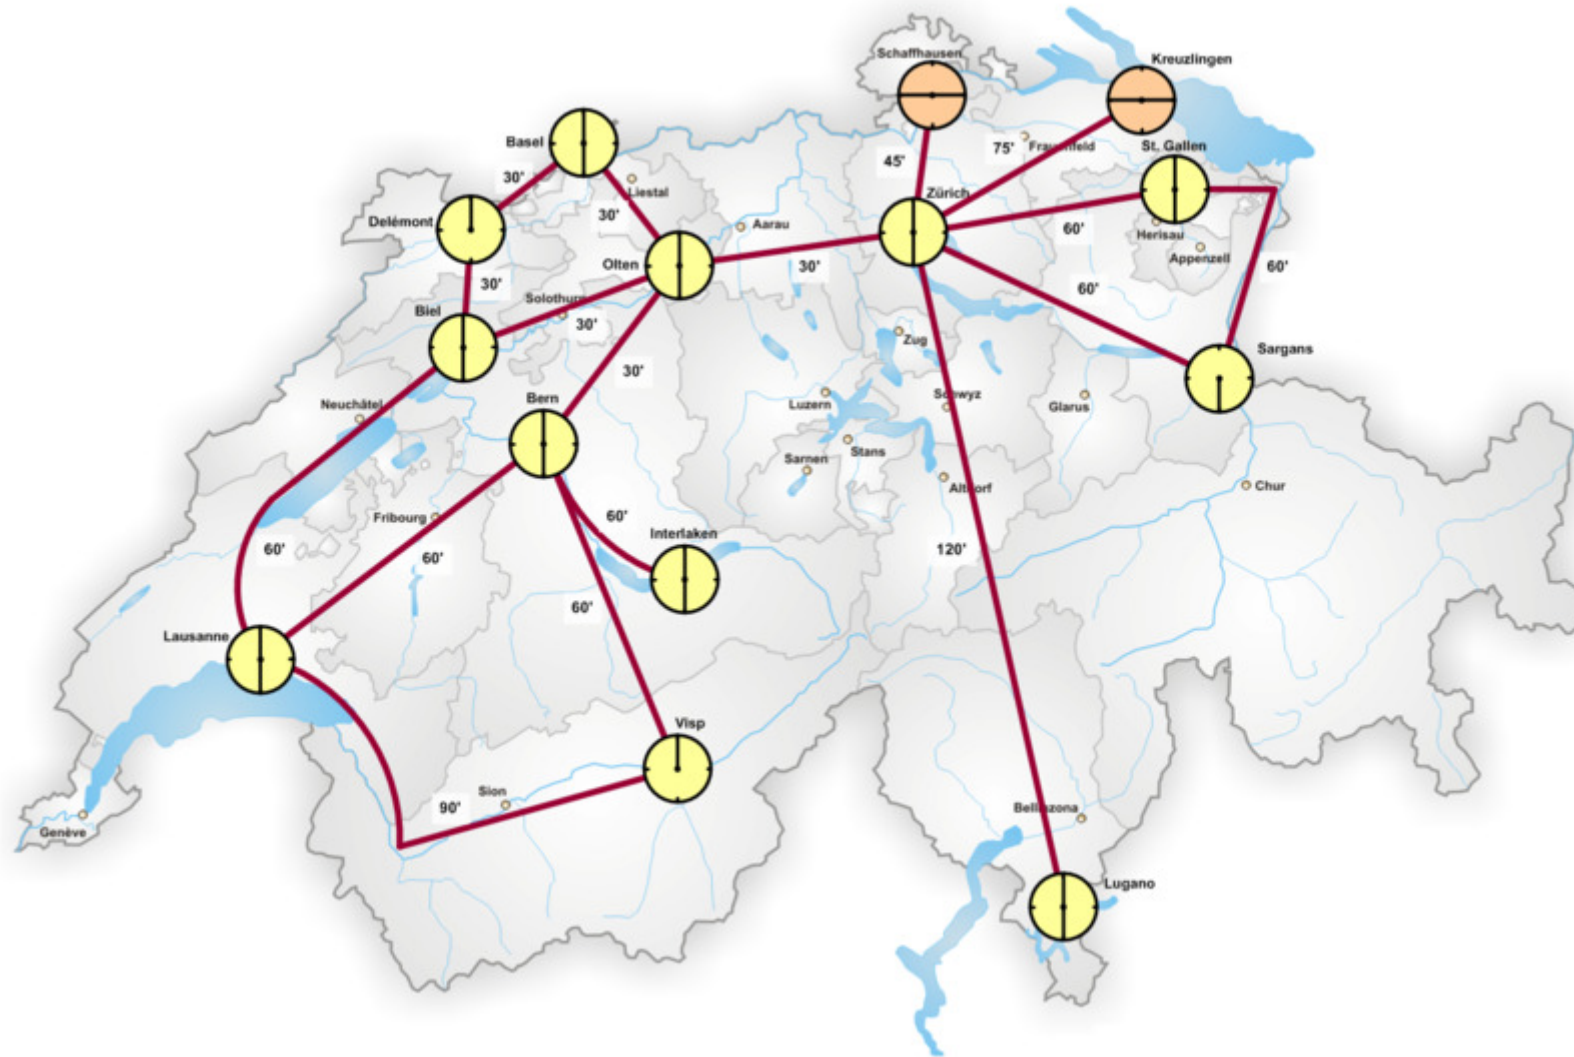 Schaffhausen
Kreuzlingen
Basel
45'
75'
Frauenfeld
St. Gallen
30'
Liestal
Zürich
Delémont
30'
Aarau
60'
Herisau
Appenzell
Olten
30'
60'
30'
60'
Solothurn
Biel
30'
Zug
Sargans
30'
Bern
Neuchâtel
Luzern
Schwyz
Glarus
Stans
Sarnen
Altdorf
Chur
Fribourg
60'
Interlaken
60'
60'
120'
60'
Lausanne
Visp
Sion
90'
Bellinzona
Genève
Lugano